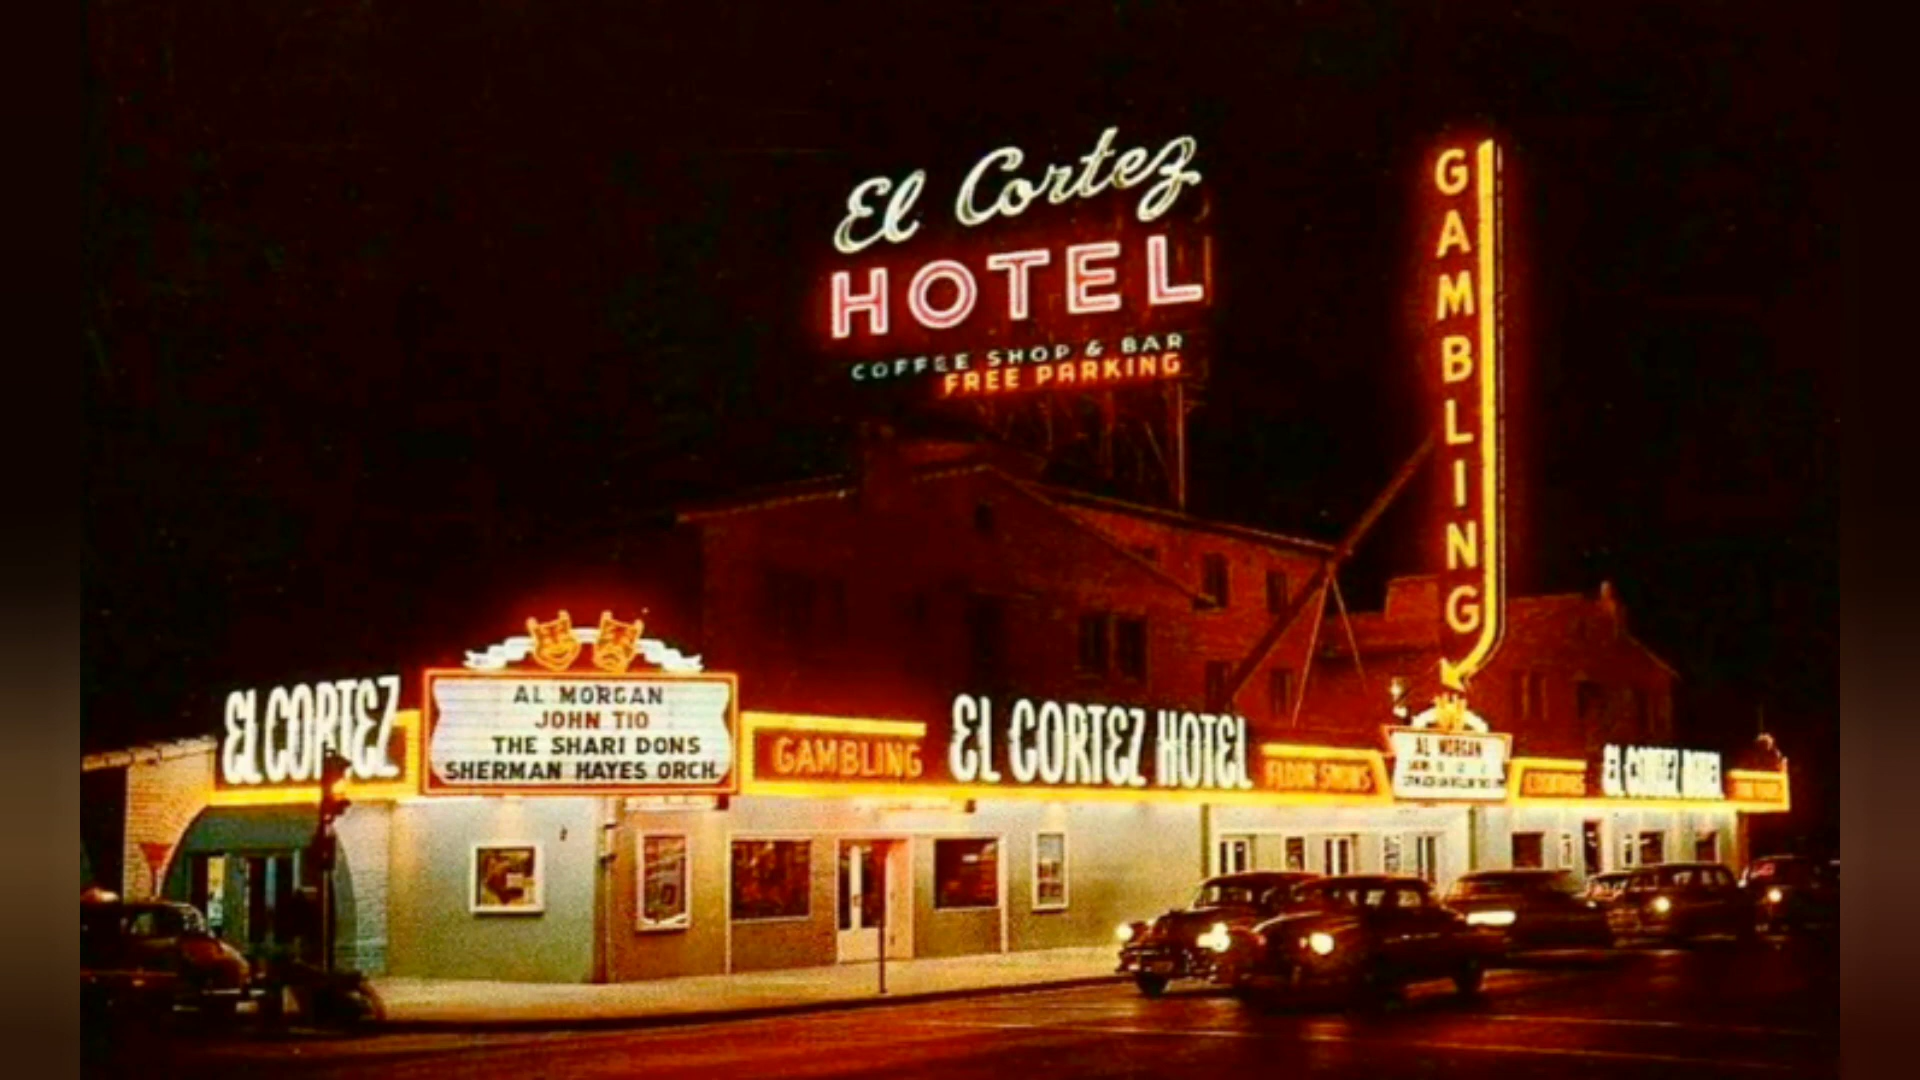 El Cortez
HOTEL
COFFEE SHOP & BAR
FREE PARKING
GAMBLING
EL CORTEZ
AL MORGAN
JOHN TIO
THE SHARI DONS
SHERMAN HAYES ORCH.
GAMBLING
EL CORTEZ HOTEL
FLOOR SHOWS
AL MORGAN
COCKTAILS
EL CORTEZ HOTEL